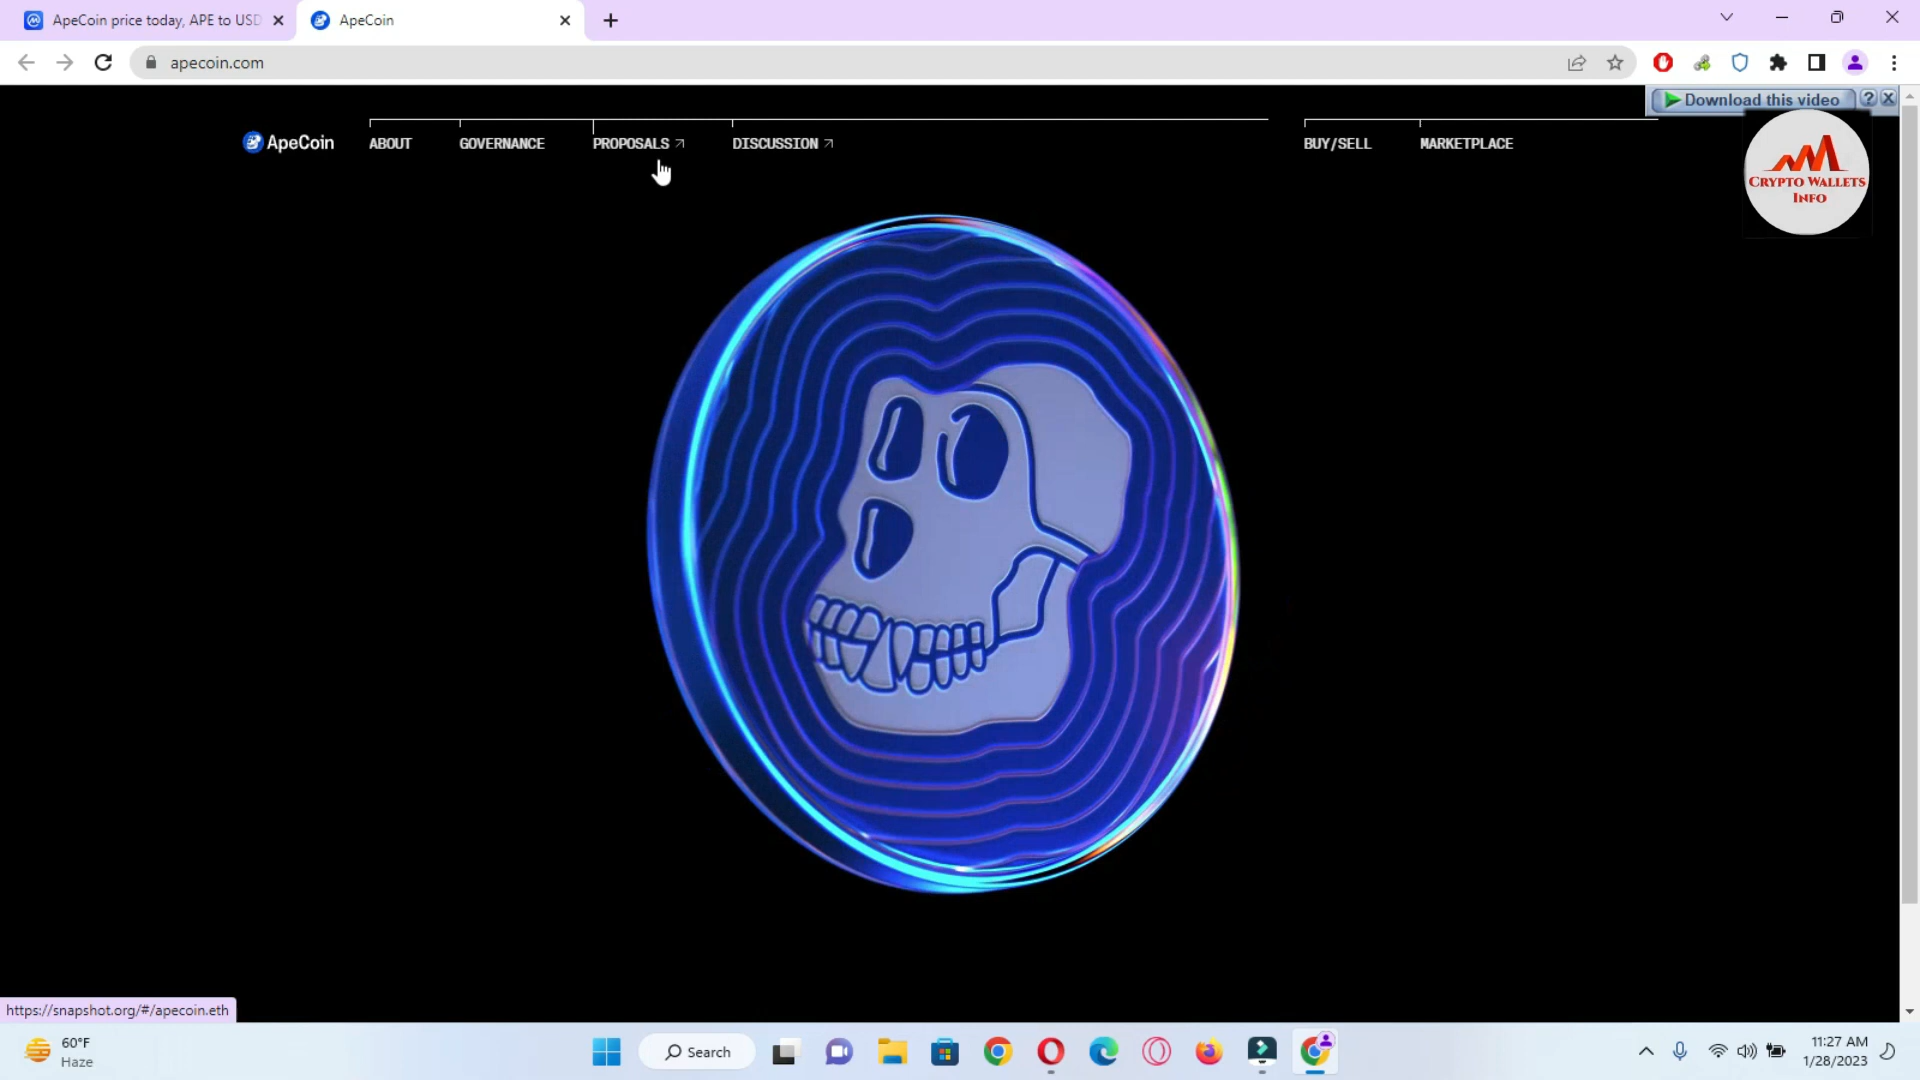 ApeCoin price today, APE to USD
ApeCoin
apecoin.com
Download this video
ApeCoin
ABOUT
GOVERNANCE
PROPOSALS
DISCUSSION
BUY/SELL
MARKETPLACE
CRYPTO WALLETS
INFO
https://snapshot.org/#/apecoin.eth
60°F
Haze
Search
11:27 AM
1/28/2023